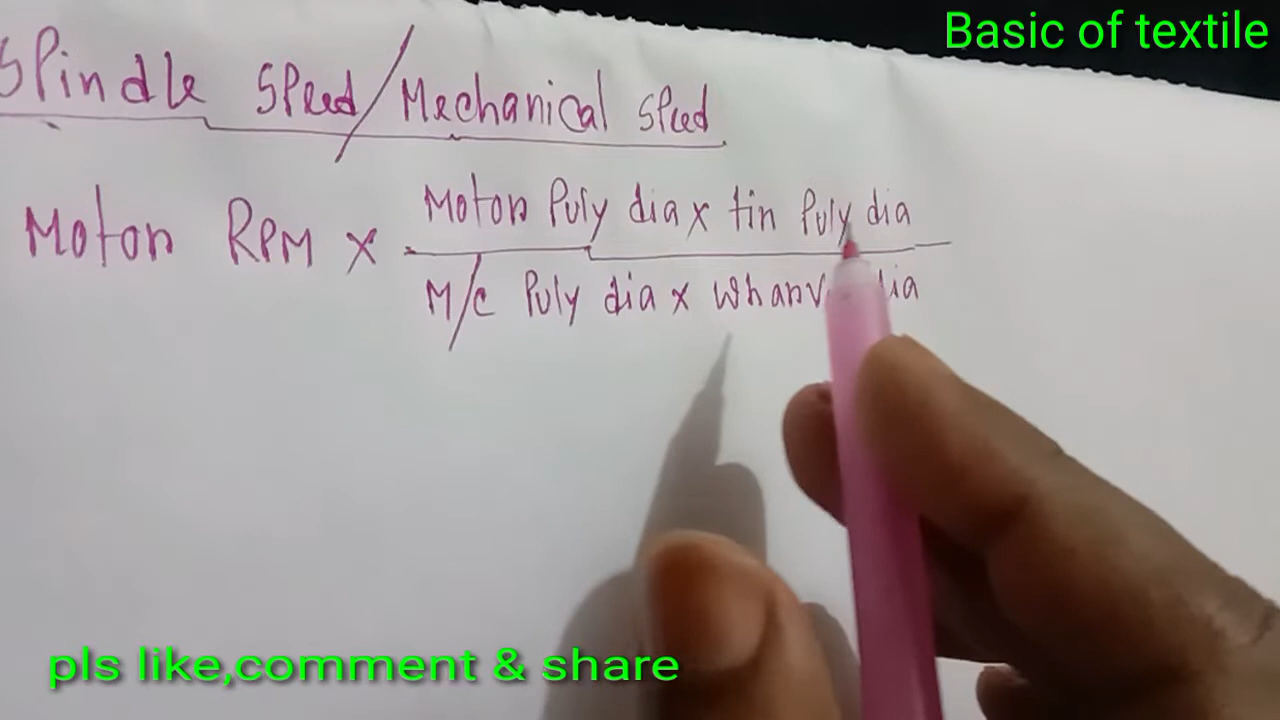 Basic of textile
Spindle Speed/Mechanical Speed
Motor RPM x Motor Puly dia x tin Puly dia
M/C Puly dia x dia
pls like,comment & share